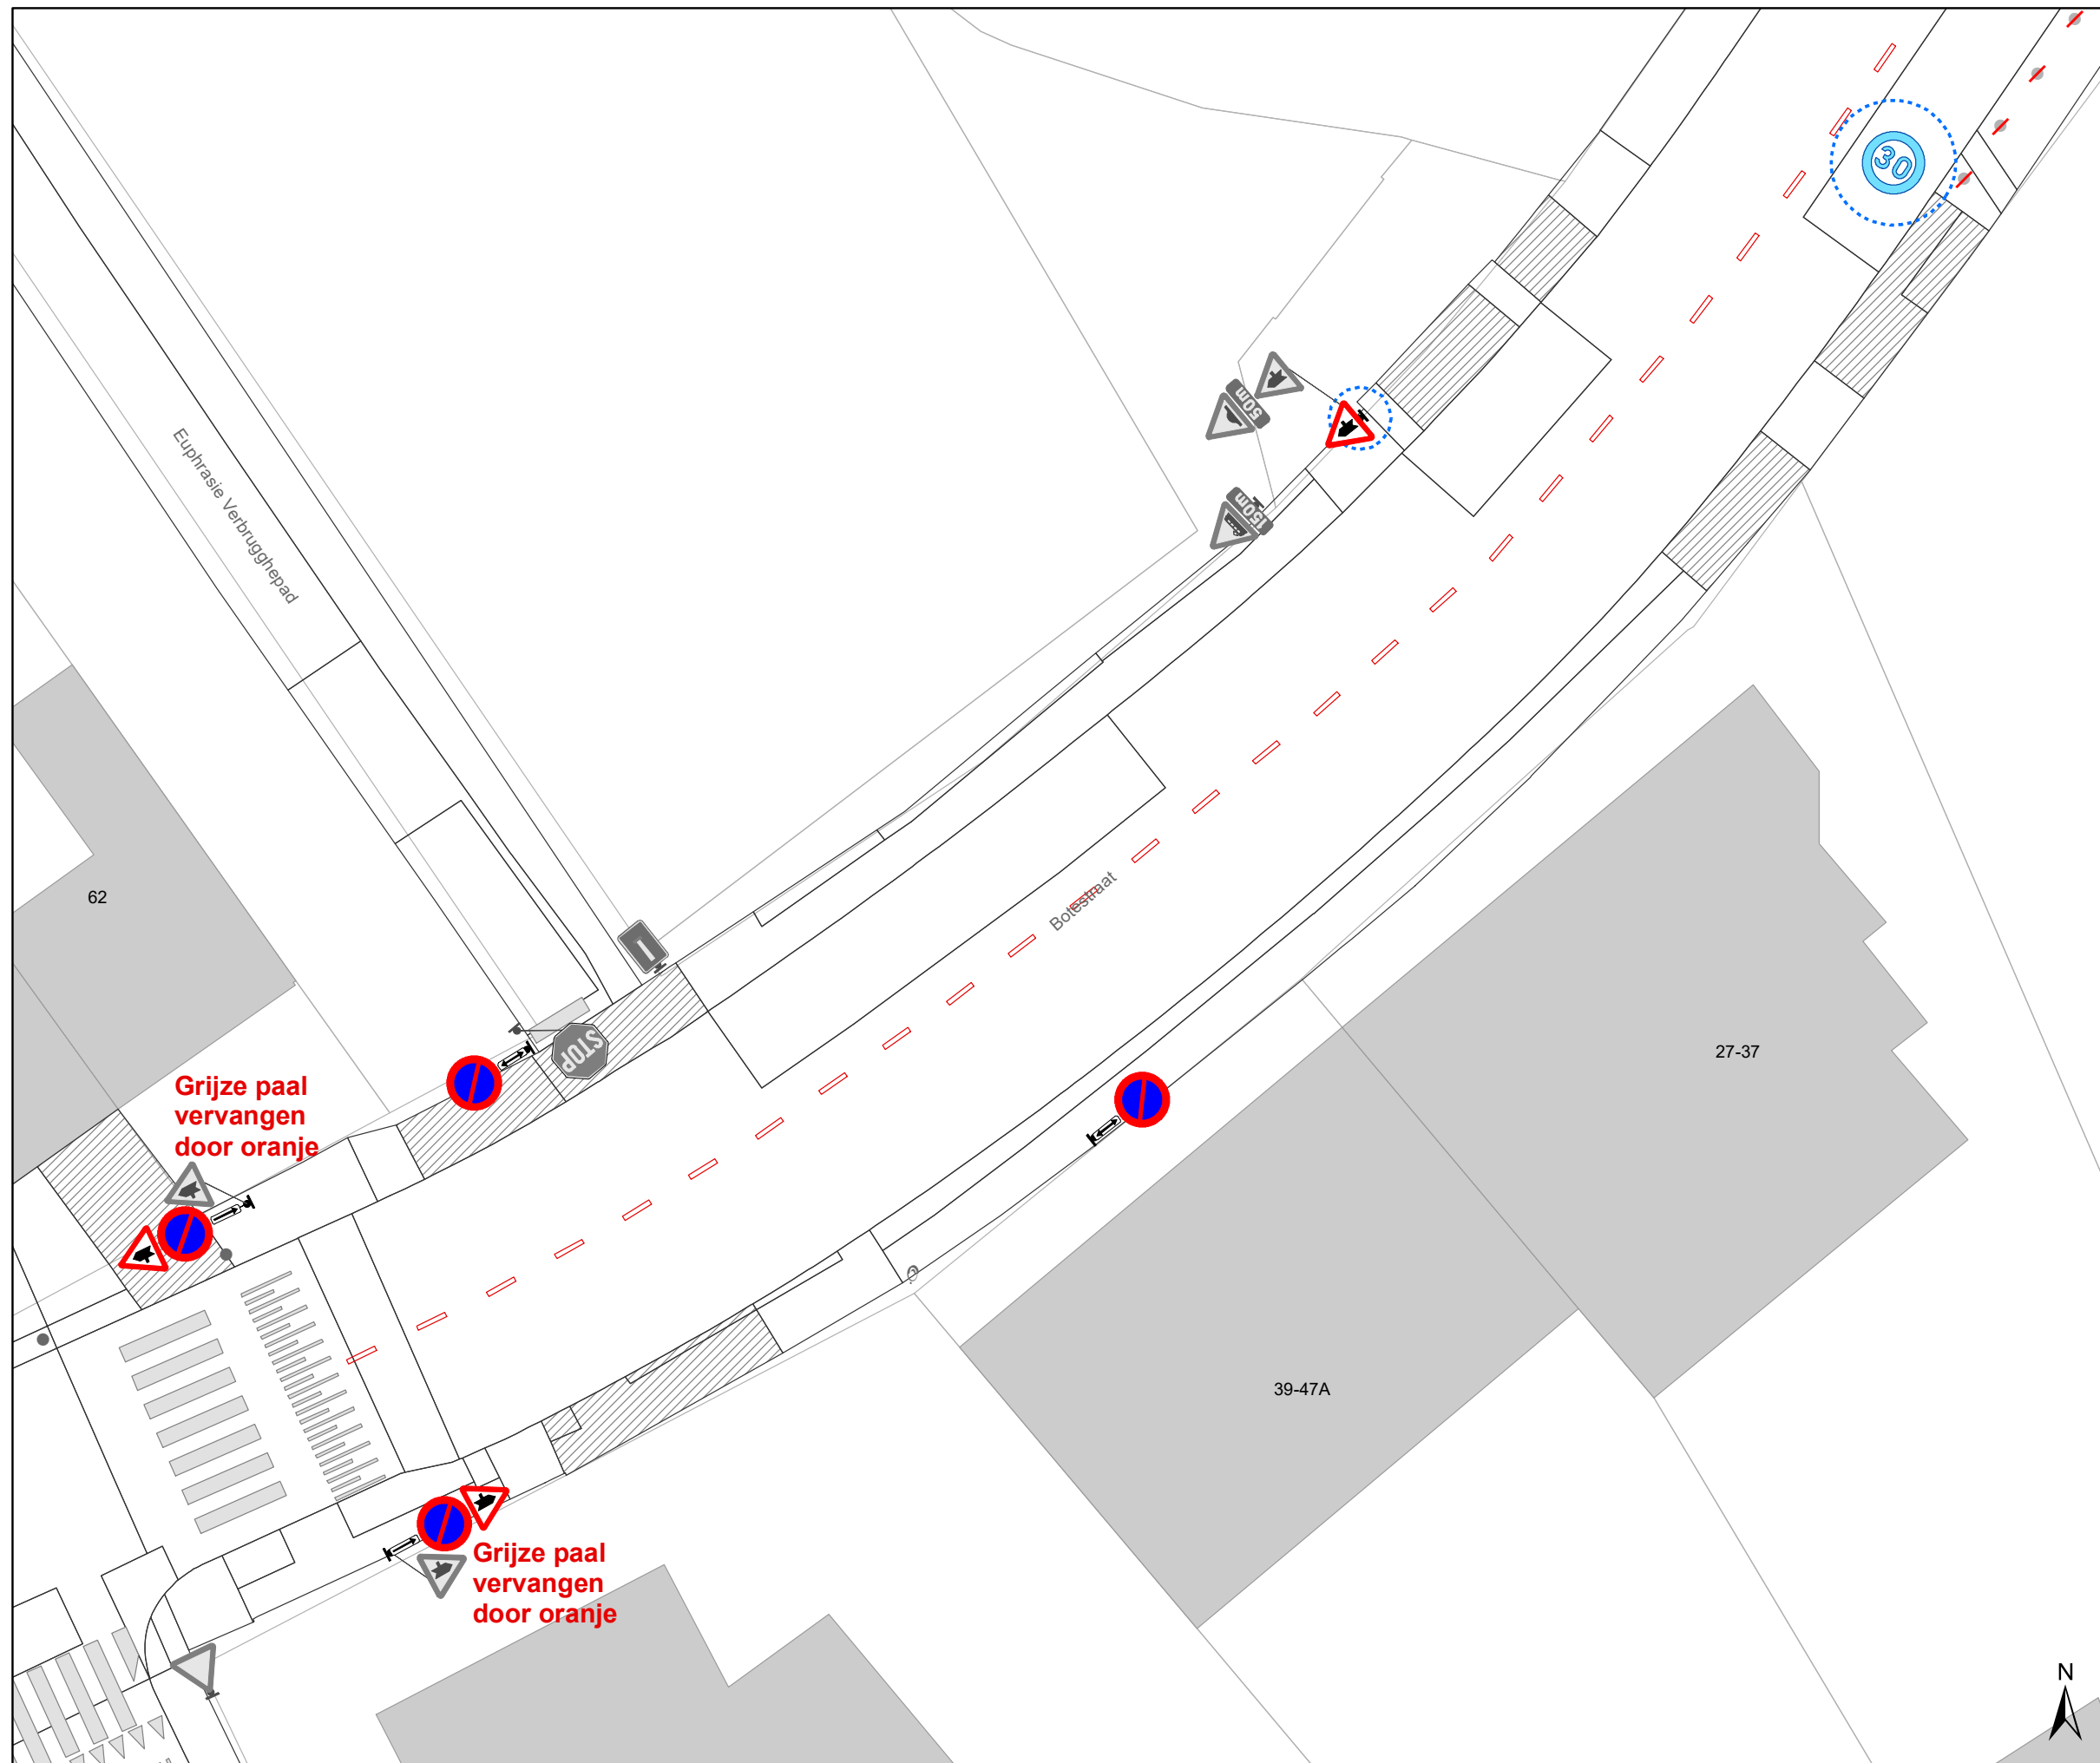 30
50m
150m
Euphrasie Verbrugghepad
62
Botestraat
STOP
27-37
Grijze paal
vervangen
door oranje
39-47A
Grijze paal
vervangen
door oranje
N